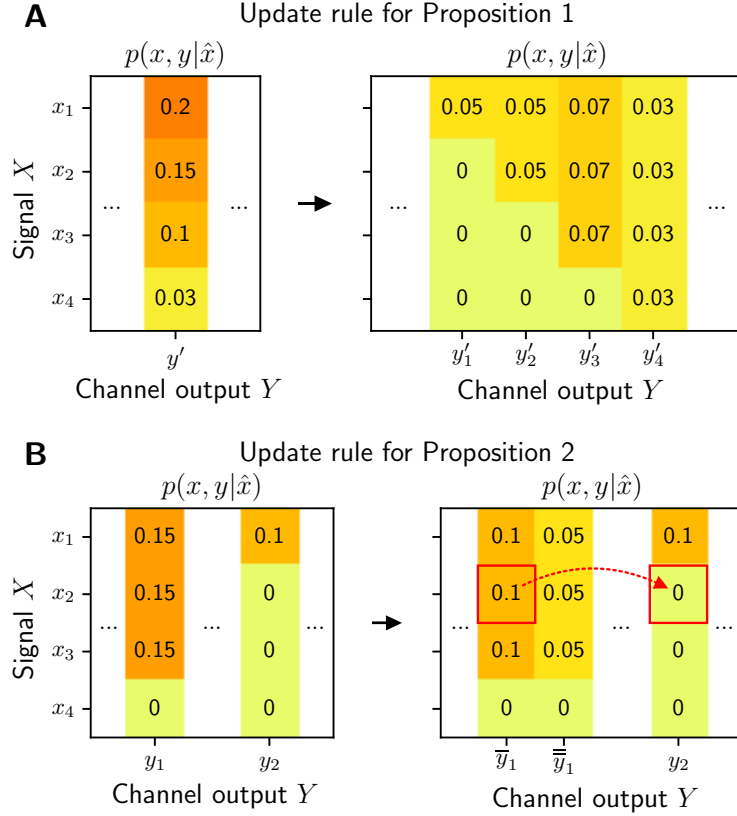 A
Update rule for Proposition 1
p(x, y|x̂) p(x, y|x̂)
x₁ 0.2 0.05 0.05 0.07 0.03
x₂ 0.15 0 0.05 0.07 0.03
... ... ... ...
x₃ 0.1 0 0 0.07 0.03
x₄ 0.03 0 0 0 0.03
Signal X
y′ y′₁ y′₂ y′₃ y′₄
Channel output Y Channel output Y
B
Update rule for Proposition 2
p(x, y|x̂) p(x, y|x̂)
x₁ 0.15 0.1 0.1 0.05 0.1
x₂ 0.15 0 0.1 0.05 0
... ... ... ... ... ...
x₃ 0.15 0 0.1 0.05 0
x₄ 0 0 0 0 0
Signal X
y₁ y₂ y̅₁ y̿₁ y₂
Channel output Y Channel output Y